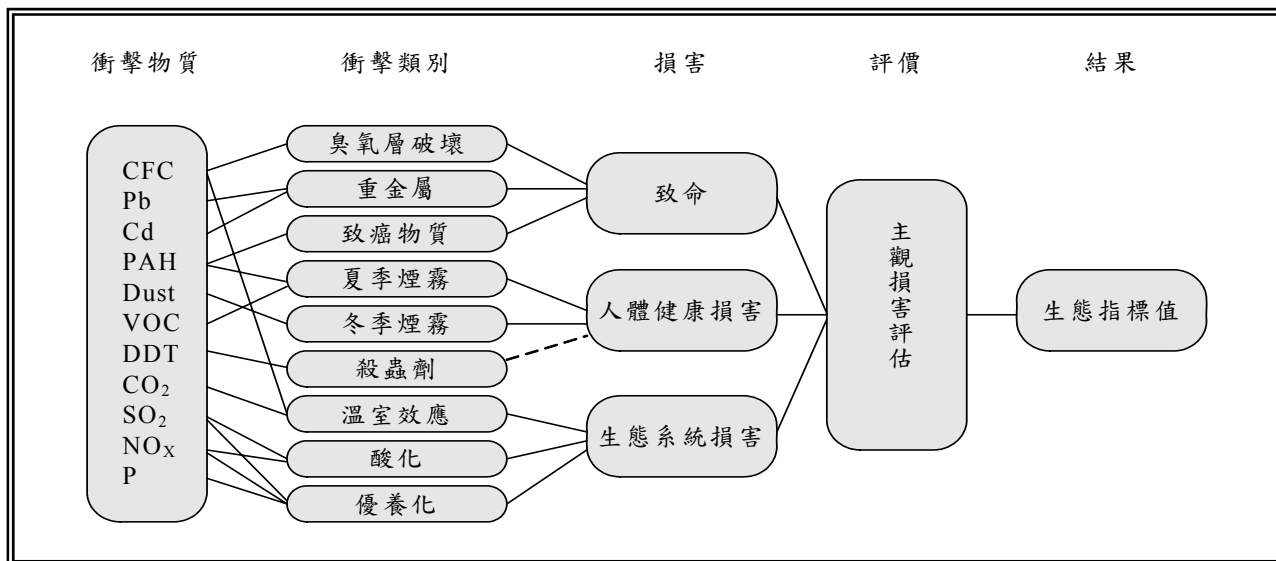 衝擊物質
衝擊類別
損害
評價
結果
CFC
Pb
Cd
PAH
Dust
VOC
DDT
CO₂
SO₂
NOX
P
臭氧層破壞
重金屬
致癌物質
夏季煙霧
冬季煙霧
殺蟲劑
溫室效應
酸化
優養化
致命
人體健康損害
生態系統損害
主觀損害評估
生態指標值